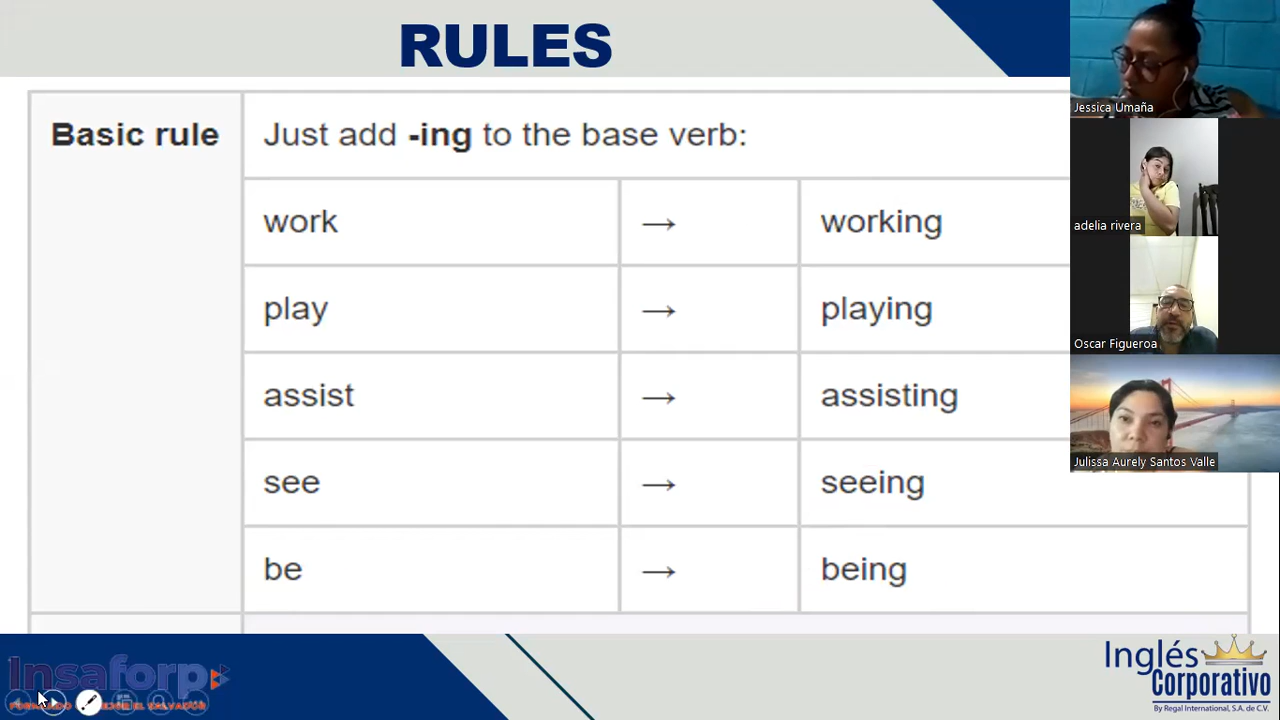 RULES
Basic rule
Just add -ing to the base verb:
work → working
play → playing
assist → assisting
see → seeing
be → being
Jessica Umaña
adelia rivera
Oscar Figueroa
Julissa Aurely Santos Valle
Insaforp
Inglés
Corporativo
By Regal International, S.A. de C.V.